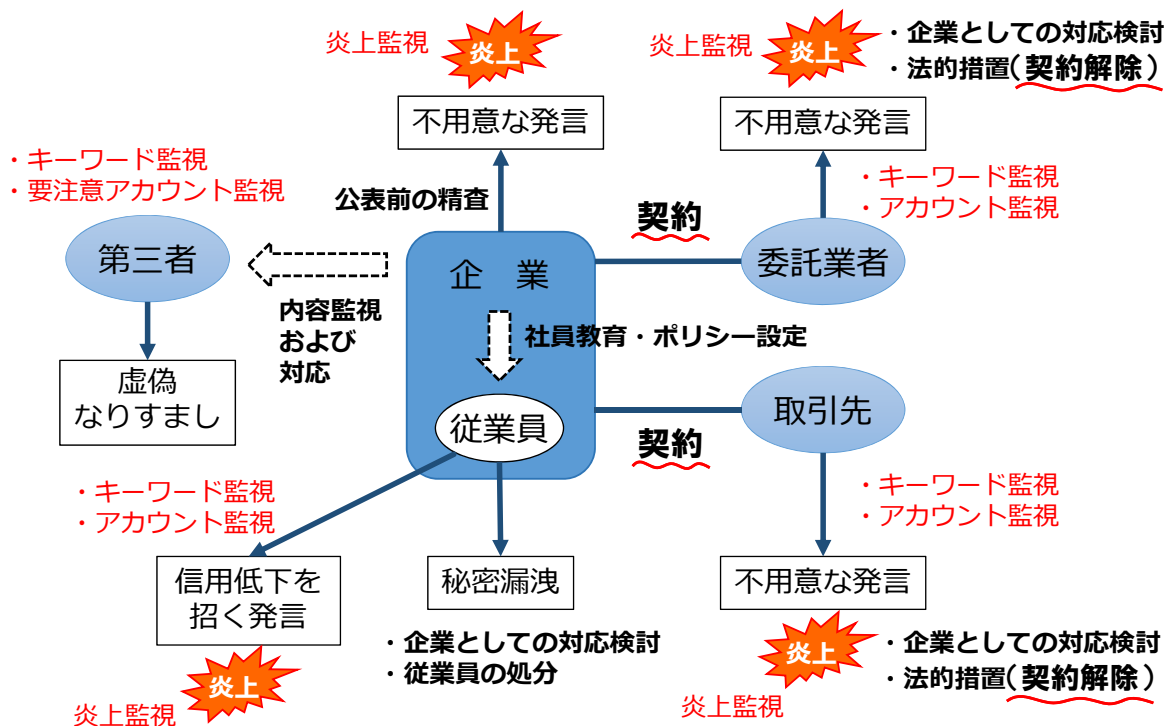 炎上監視
炎上
不用意な発言
炎上監視
炎上
・企業としての対応検討
・法的措置(契約解除)
不用意な発言
・キーワード監視
・要注意アカウント監視
公表前の精査
契約
・キーワード監視
・アカウント監視
第三者
企 業
委託業者
内容監視
および
対応
社員教育・ポリシー設定
虚偽
なりすまし
従業員
契約
取引先
・キーワード監視
・アカウント監視
・キーワード監視
・アカウント監視
信用低下を
招く発言
秘密漏洩
不用意な発言
・企業としての対応検討
・従業員の処分
炎上
炎上監視
炎上
・企業としての対応検討
・法的措置(契約解除)
炎上監視